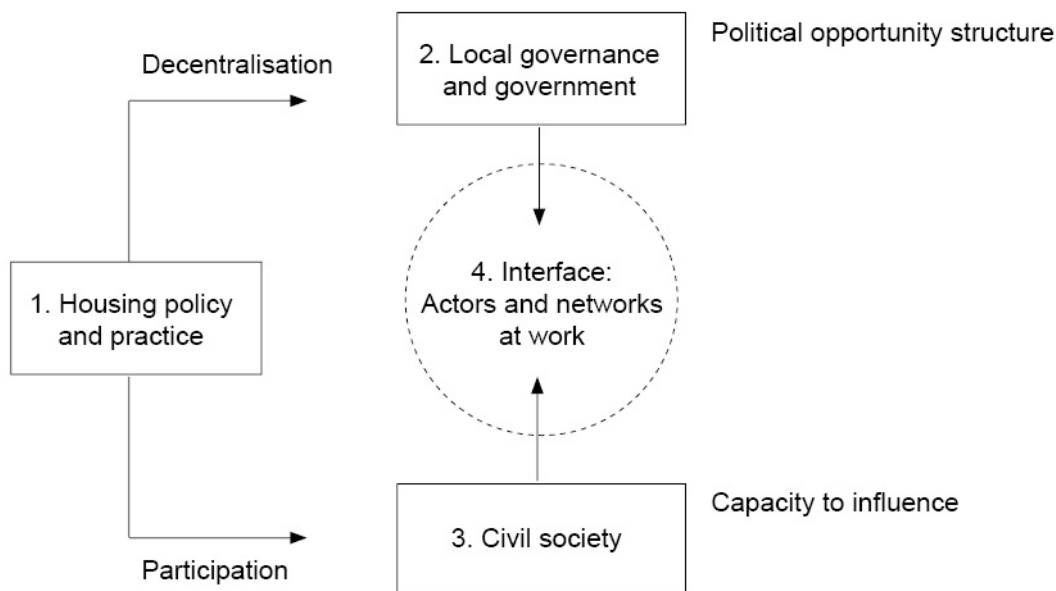 Political opportunity structure
Decentralisation
2. Local governance
and government
4. Interface:
Actors and networks
at work
1. Housing policy
and practice
Capacity to influence
3. Civil society
Participation